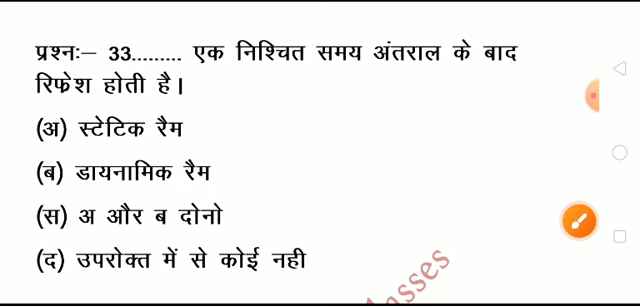 प्रश्नः– 33......... एक निश्चित समय अंतराल के बाद
रिफ्रेश होती है।
(अ) स्टेटिक रैम
(ब) डायनामिक रैम
(स) अ और ब दोनो
(द) उपरोक्त में से कोई नही